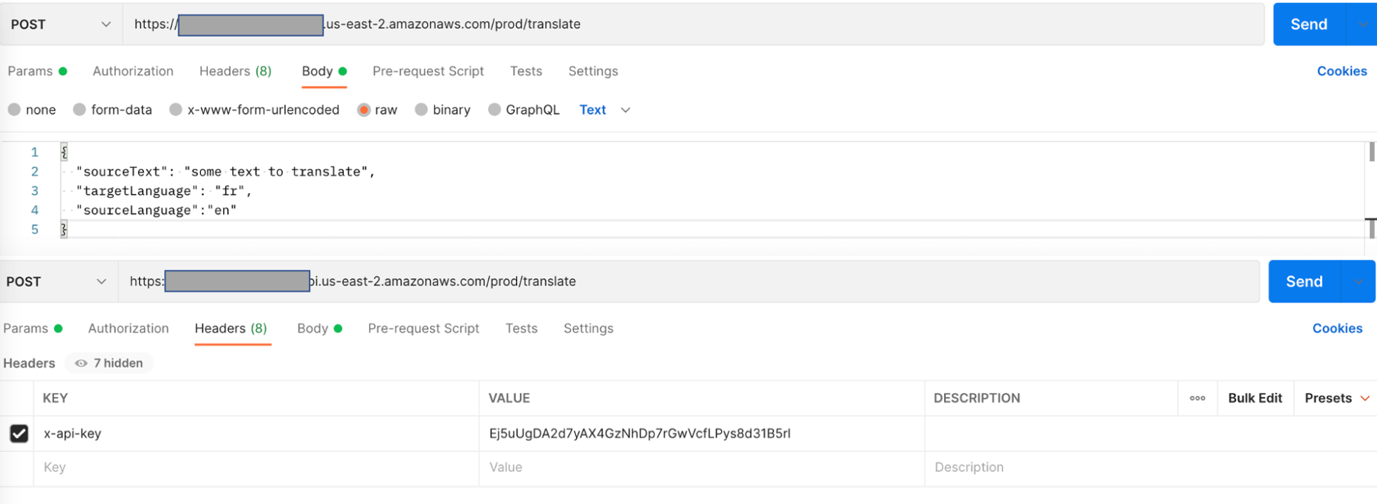 POST https:// .us-east-2.amazonaws.com/prod/translate Send
Params Authorization Headers (8) Body Pre-request Script Tests Settings Cookies
none form-data x-www-form-urlencoded raw binary GraphQL Text
1 {
2 "sourceText": "some text to translate",
3 "targetLanguage": "fr",
4 "sourceLanguage":"en"
5 }
POST https: pi.us-east-2.amazonaws.com/prod/translate Send
Params Authorization Headers (8) Body Pre-request Script Tests Settings Cookies
Headers 7 hidden
KEY VALUE DESCRIPTION ooo Bulk Edit Presets
x-api-key Ej5uUgDA2d7yAX4GzNhDp7rGwVcfLPys8d31B5rl
Key Value Description